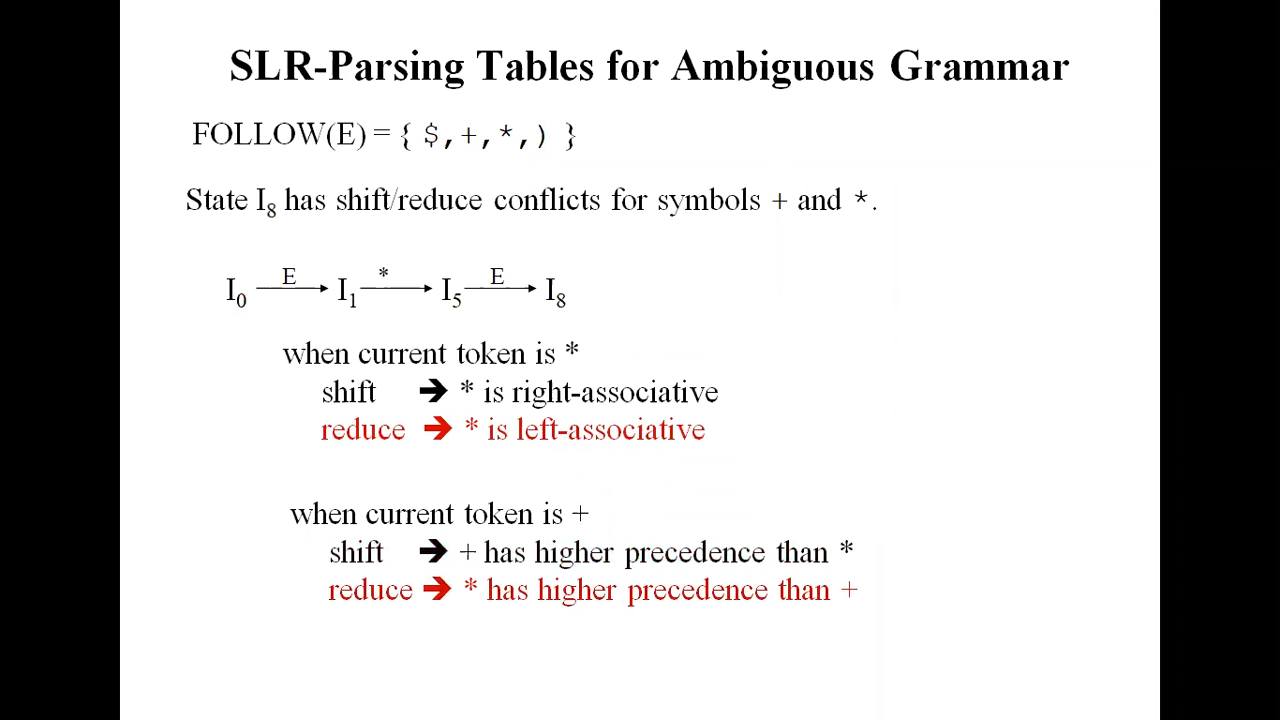 SLR-Parsing Tables for Ambiguous Grammar
FOLLOW(E) = { $,+,*,) }
State I₈ has shift/reduce conflicts for symbols + and *.
E * E
I₀ → I₁ → I₅ → I₈
when current token is *
shift ➔ * is right-associative
reduce ➔ * is left-associative
when current token is +
shift ➔ + has higher precedence than *
reduce ➔ * has higher precedence than +